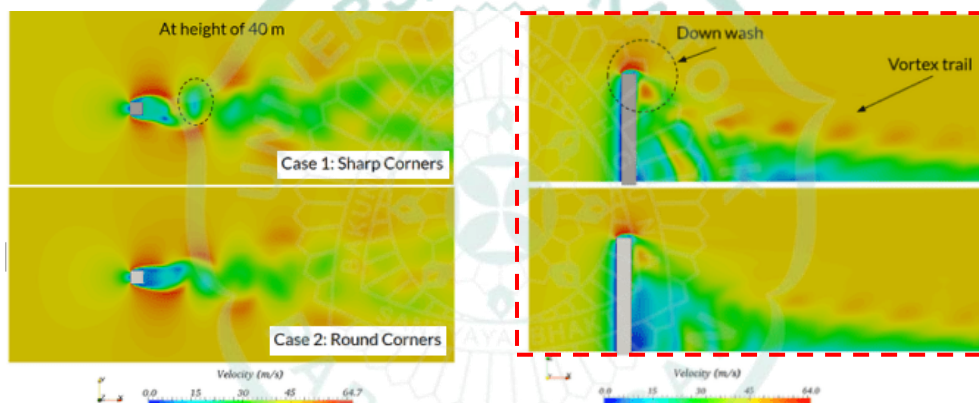 At height of 40 m
Case 1: Sharp Corners
Case 2: Round Corners
Velocity (m/s)
0.0 15 30 45 64.7
Down wash
Vortex trail
Velocity (m/s)
0.0 15 30 45 64.0